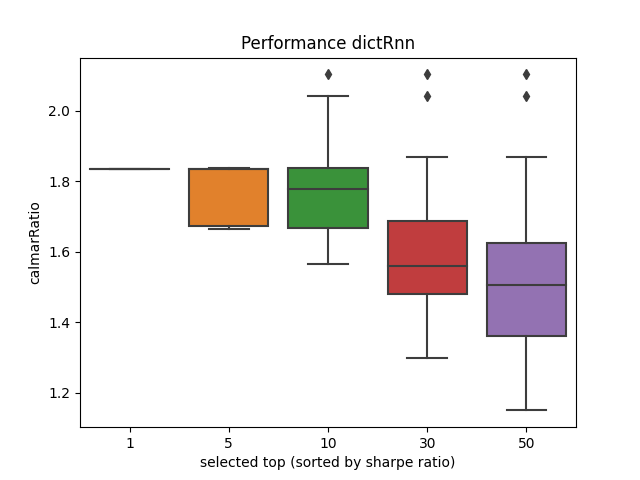 Performance dictRnn
2.0
1.8
1.6
1.4
1.2
calmarRatio
1 5 10 30 50
selected top (sorted by sharpe ratio)